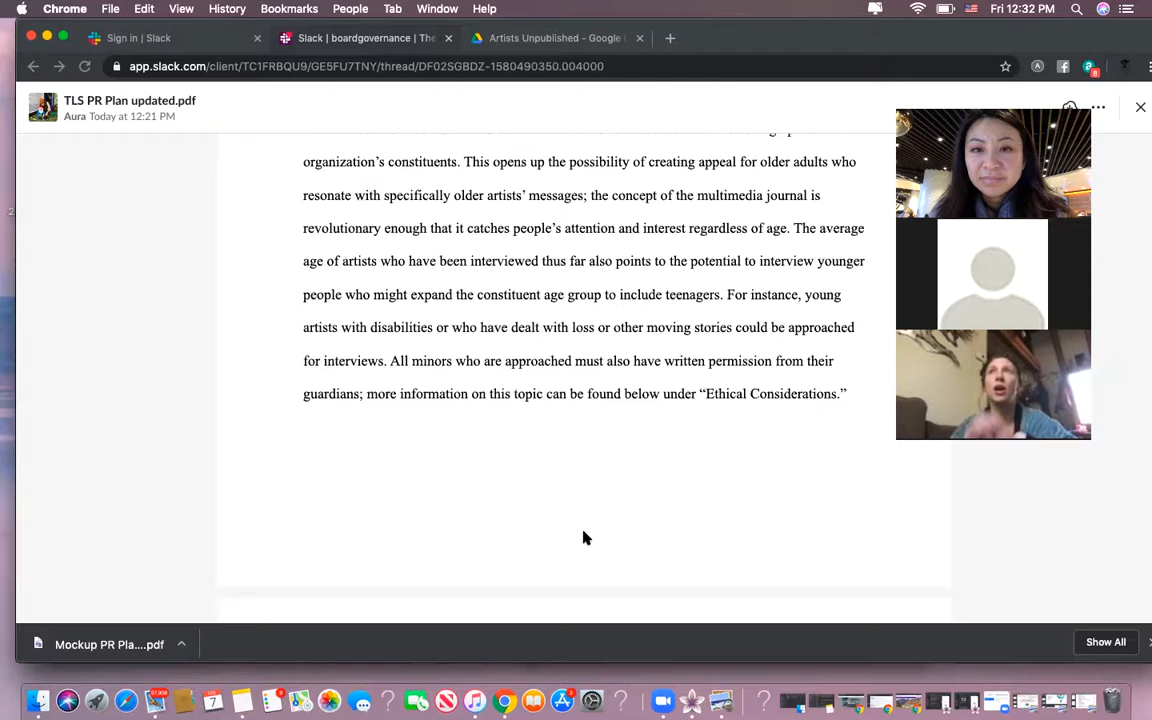 Chrome File Edit View History Bookmarks People Tab Window Help Fri 12:32 PM
Sign in | Slack
Slack | boardgovernance | The
Artists Unpublished - Google
app.slack.com/client/TC1FRBQU9/GE5FU7TNY/thread/DF02SGBDZ-1580490350.004000
8
TLS PR Plan updated.pdf
Aura Today at 12:21 PM
organization's constituents. This opens up the possibility of creating appeal for older adults who
resonate with specifically older artists' messages; the concept of the multimedia journal is
revolutionary enough that it catches people's attention and interest regardless of age. The average
age of artists who have been interviewed thus far also points to the potential to interview younger
people who might expand the constituent age group to include teenagers. For instance, young
artists with disabilities or who have dealt with loss or other moving stories could be approached
for interviews. All minors who are approached must also have written permission from their
guardians; more information on this topic can be found below under “Ethical Considerations.”
Mockup PR Pla....pdf
Show All
7